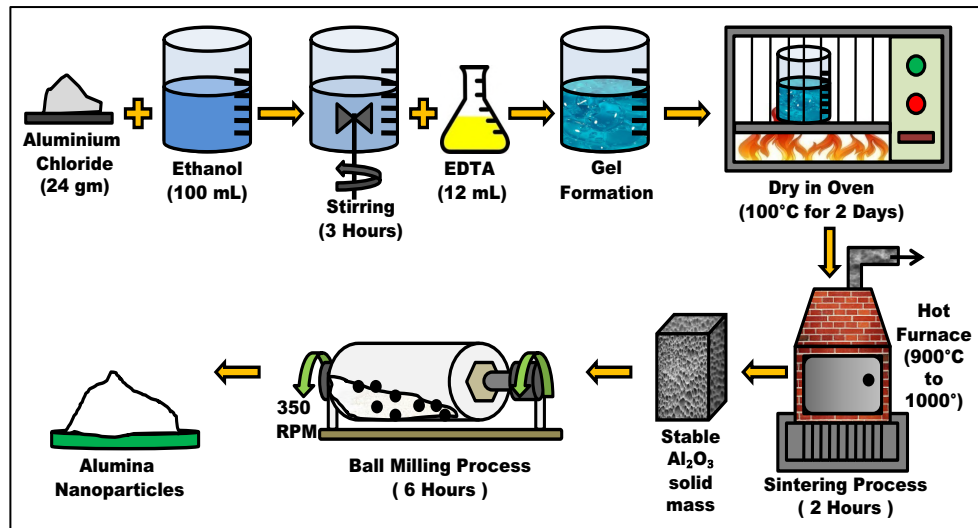 Aluminium
Chloride
(24 gm)
Ethanol
(100 mL)
Stirring
(3 Hours)
EDTA
(12 mL)
Gel
Formation
Dry in Oven
(100°C for 2 Days)
Hot
Furnace
(900°C
to
1000°)
Sintering Process
( 2 Hours )
Stable
Al₂O₃
solid
mass
350
RPM
Ball Milling Process
( 6 Hours )
Alumina
Nanoparticles